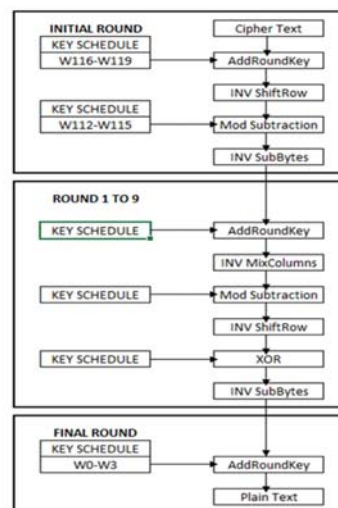 INITIAL ROUND
KEY SCHEDULE
W116-W119
KEY SCHEDULE
W112-W115
Cipher Text
AddRoundKey
INV ShiftRow
Mod Subtraction
INV SubBytes
ROUND 1 TO 9
KEY SCHEDULE
KEY SCHEDULE
KEY SCHEDULE
AddRoundKey
INV MixColumns
Mod Subtraction
INV ShiftRow
XOR
INV SubBytes
FINAL ROUND
KEY SCHEDULE
W0-W3
AddRoundKey
Plain Text